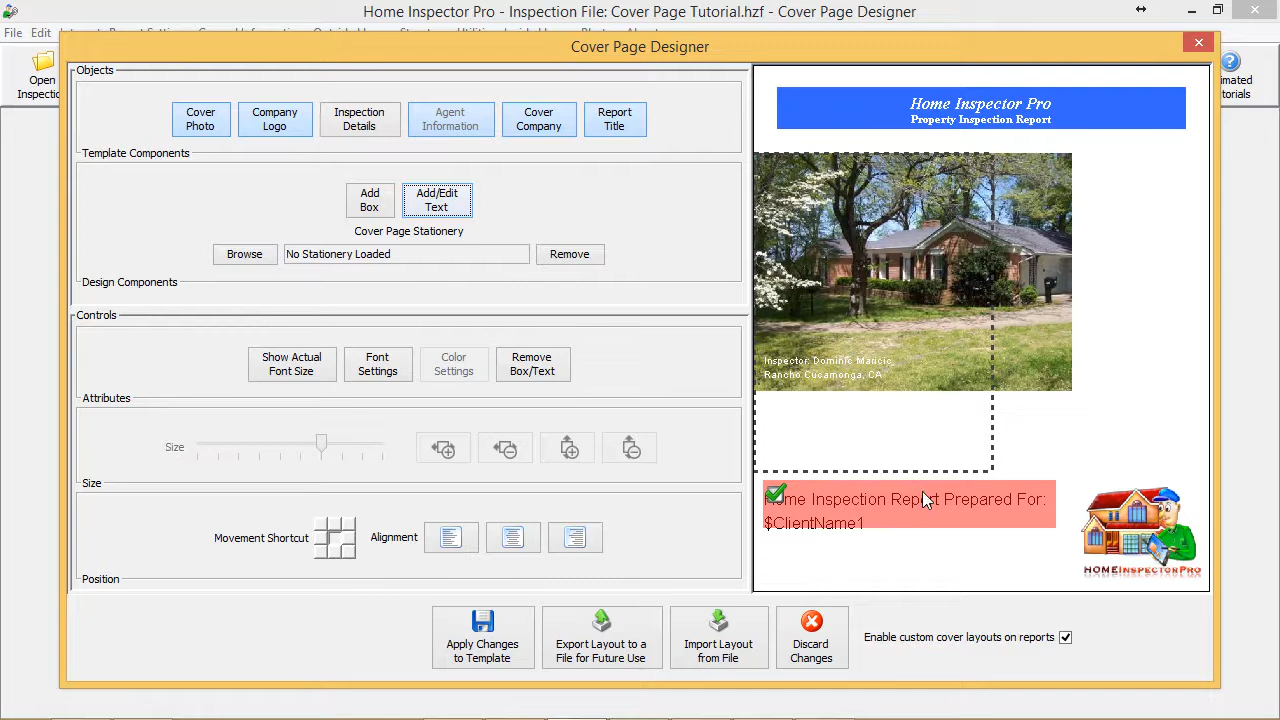 Home Inspector Pro - Inspection File: Cover Page Tutorial.hzf - Cover Page Designer
File Edit
Cover Page Designer
Open
Inspectio
Objects
Cover
Photo
Company
Logo
Inspection
Details
Agent
Information
Cover
Company
Report
Title
Template Components
Add
Box
Add/Edit
Text
Cover Page Stationery
Browse
No Stationery Loaded
Remove
Design Components
Controls
Show Actual
Font Size
Font
Settings
Color
Settings
Remove
Box/Text
Attributes
Size
Size
Movement Shortcut
Alignment
Position
Home Inspector Pro
Property Inspection Report
Inspector: Dominic Maricic
Rancho Cucamonga, CA
Home Inspection Report Prepared For:
$ClientName1
HOMEINSPECTORPRO
imated
torials
Apply Changes
to Template
Export Layout to a
File for Future Use
Import Layout
from File
Discard
Changes
Enable custom cover layouts on reports